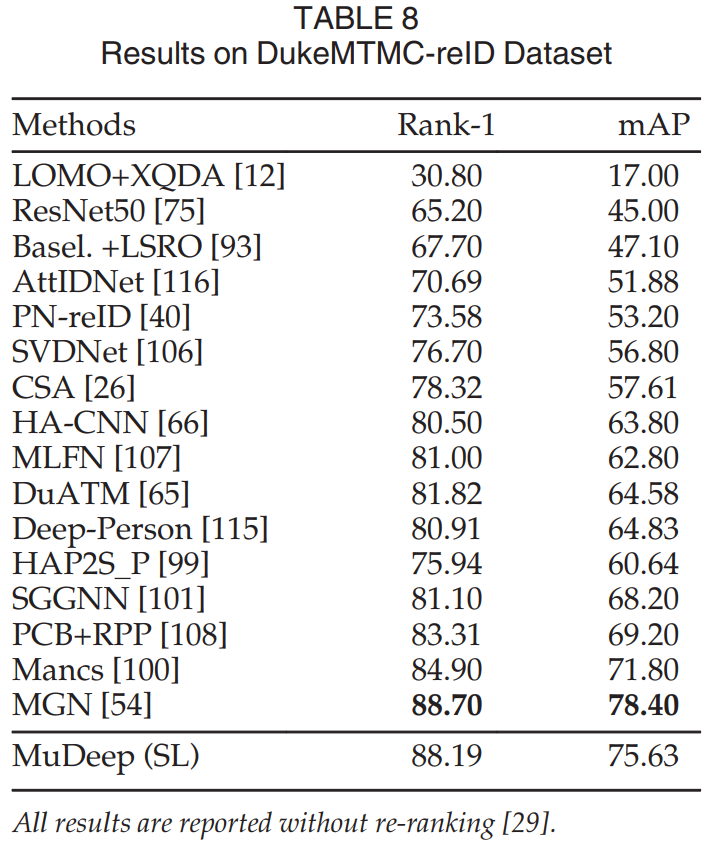 TABLE 8
Results on DukeMTMC-reID Dataset
Methods Rank-1 mAP
LOMO+XQDA [12] 30.80 17.00
ResNet50 [75] 65.20 45.00
Basel. +LSRO [93] 67.70 47.10
AttIDNet [116] 70.69 51.88
PN-reID [40] 73.58 53.20
SVDNet [106] 76.70 56.80
CSA [26] 78.32 57.61
HA-CNN [66] 80.50 63.80
MLFN [107] 81.00 62.80
DuATM [65] 81.82 64.58
Deep-Person [115] 80.91 64.83
HAP2S_P [99] 75.94 60.64
SGGNN [101] 81.10 68.20
PCB+RPP [108] 83.31 69.20
Mancs [100] 84.90 71.80
MGN [54] 88.70 78.40
MuDeep (SL) 88.19 75.63
All results are reported without re-ranking [29].